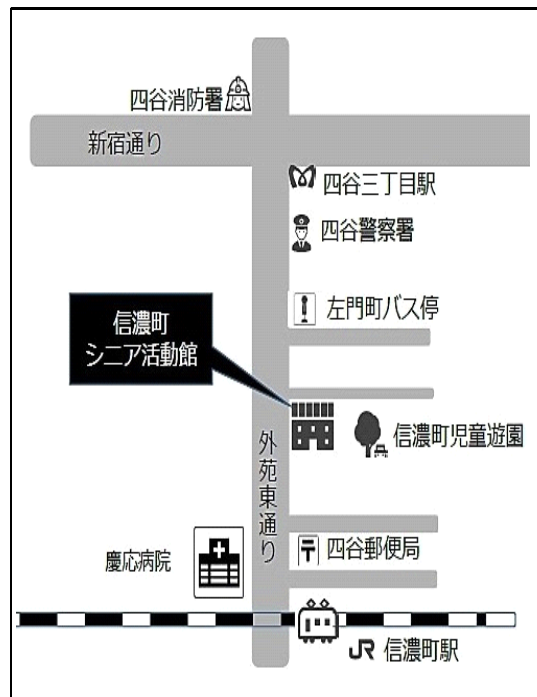 四谷消防署
新宿通り
四谷三丁目駅
四谷警察署
左門町バス停
信濃町
シニア活動館
信濃町児童遊園
外苑東通り
四谷郵便局
慶応病院
JR 信濃町駅